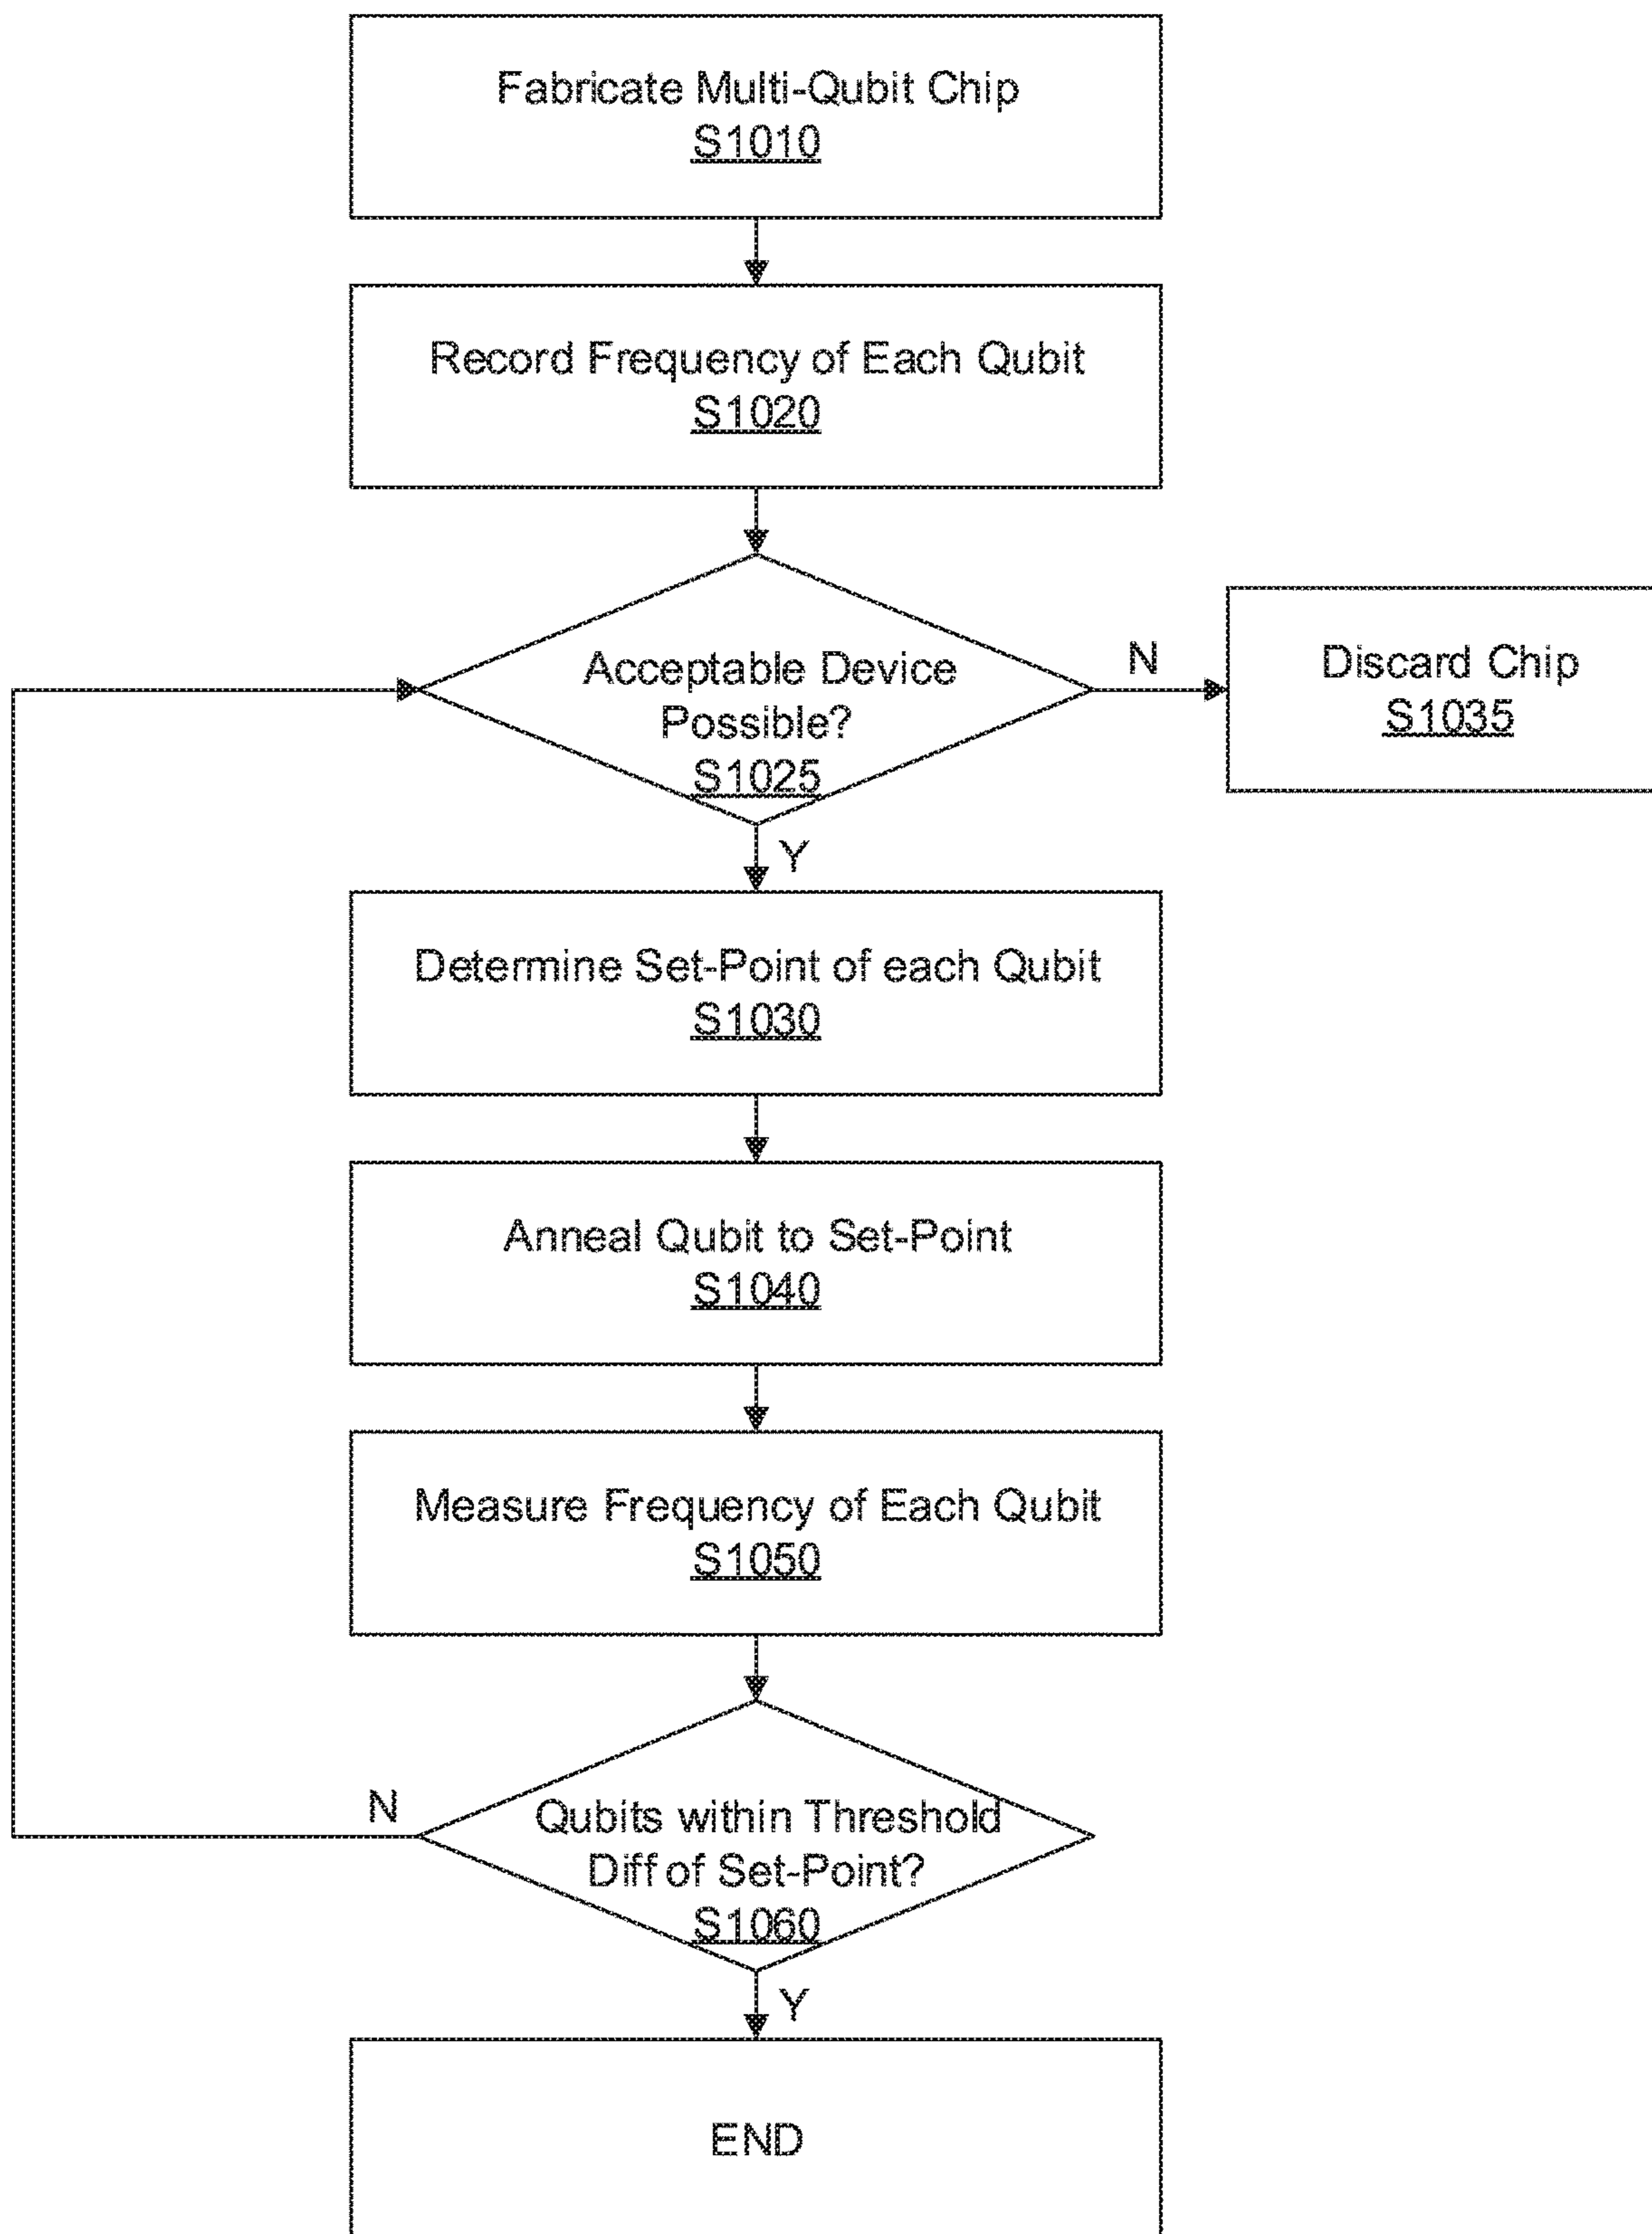 Fabricate Multi-Qubit Chip
S1010
Record Frequency of Each Qubit
S1020
Acceptable Device
Possible?
S1025
N
Discard Chip
S1035
Y
Determine Set-Point of each Qubit
S1030
Anneal Qubit to Set-Point
S1040
Measure Frequency of Each Qubit
S1050
N
Qubits within Threshold
Diff of Set-Point?
S1060
Y
END